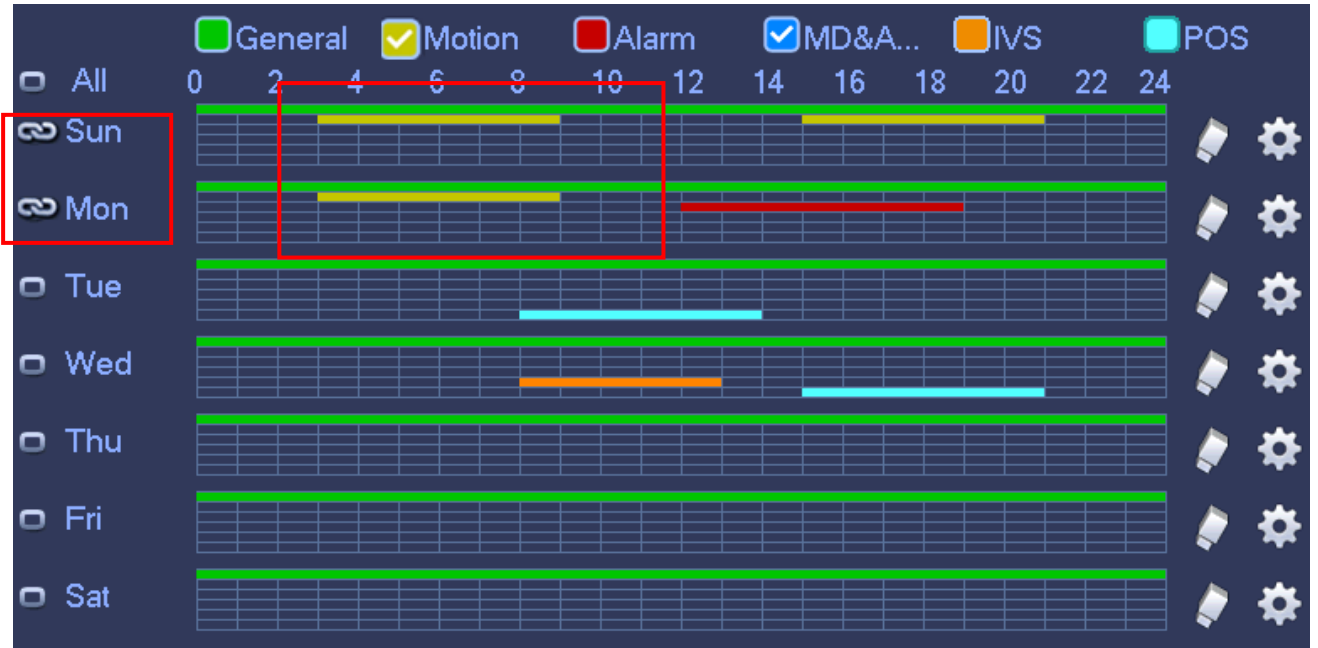 General Motion Alarm MD&A... IVS POS
All 0 2 4 6 8 10 12 14 16 18 20 22 24
Sun
Mon
Tue
Wed
Thu
Fri
Sat